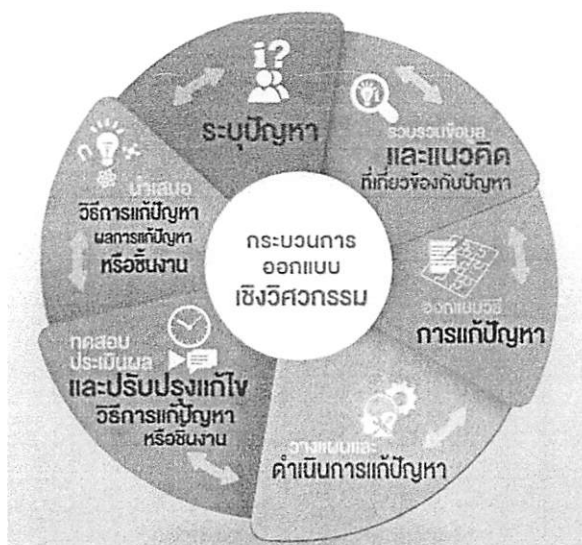 i?
ระบุปัญหา
รวบรวมข้อมูล
และแนวคิด
ที่เกี่ยวข้องกับปัญหา
ออกแบบวิธี
การแก้ปัญหา
วางแผนและ
ดำเนินการแก้ปัญหา
ทดสอบ
ประเมินผล
และปรับปรุงแก้ไข
วิธีการแก้ปัญหา
หรือชิ้นงาน
นำเสนอ
วิธีการแก้ปัญหา
ผลการแก้ปัญหา
หรือชิ้นงาน
กระบวนการ
ออกแบบ
เชิงวิศวกรรม